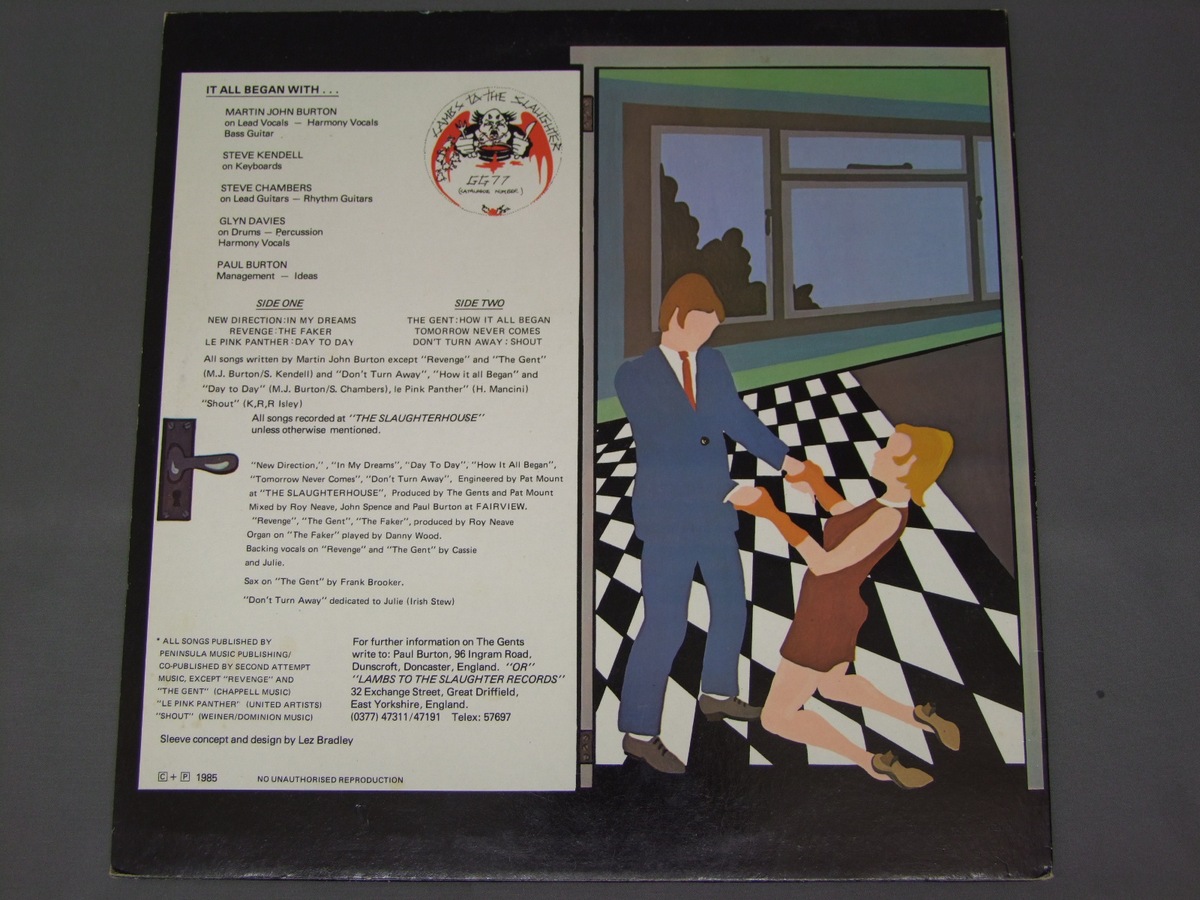 IT ALL BEGAN WITH . . .
MARTIN JOHN BURTON
on Lead Vocals — Harmony Vocals
Bass Guitar
STEVE KENDELL
on Keyboards
STEVE CHAMBERS
on Lead Guitars — Rhythm Guitars
GLYN DAVIES
on Drums — Percussion
Harmony Vocals
PAUL BURTON
Management — Ideas
LAMBS TO THE SLAUGHTER
GG77
(CATALOGUE NUMBER.)
SIDE ONE
NEW DIRECTION:IN MY DREAMS
REVENGE:THE FAKER
LE PINK PANTHER:DAY TO DAY
SIDE TWO
THE GENT:HOW IT ALL BEGAN
TOMORROW NEVER COMES
DON'T TURN AWAY:SHOUT
All songs written by Martin John Burton except "Revenge" and "The Gent"
(M.J. Burton/S. Kendell) and "Don't Turn Away", "How it all Began" and
"Day to Day" (M.J. Burton/S. Chambers), le Pink Panther" (H. Mancini)
"Shout" (K,R,R Isley)
All songs recorded at "THE SLAUGHTERHOUSE"
unless otherwise mentioned.
"New Direction,", "In My Dreams", "Day To Day", "How It All Began",
"Tomorrow Never Comes", "Don't Turn Away", Engineered by Pat Mount
at "THE SLAUGHTERHOUSE", Produced by The Gents and Pat Mount
Mixed by Roy Neave, John Spence and Paul Burton at FAIRVIEW.
"Revenge", "The Gent", "The Faker", produced by Roy Neave
Organ on "The Faker" played by Danny Wood.
Backing vocals on "Revenge" and "The Gent" by Cassie
and Julie.
Sax on "The Gent" by Frank Brooker.
"Don't Turn Away" dedicated to Julie (Irish Stew)
* ALL SONGS PUBLISHED BY
PENINSULA MUSIC PUBLISHING/
CO-PUBLISHED BY SECOND ATTEMPT
MUSIC, EXCEPT "REVENGE" AND
"THE GENT" (CHAPPELL MUSIC)
"LE PINK PANTHER" (UNITED ARTISTS)
"SHOUT" (WEINER/DOMINION MUSIC)
For further information on The Gents
write to: Paul Burton, 96 Ingram Road,
Dunscroft, Doncaster, England. "OR"
"LAMBS TO THE SLAUGHTER RECORDS"
32 Exchange Street, Great Driffield,
East Yorkshire, England.
(0377) 47311/47191 Telex: 57697
Sleeve concept and design by Lez Bradley
C + P 1985
NO UNAUTHORISED REPRODUCTION